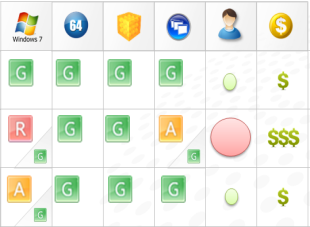 Windows 7 64 $
G G G G $
R G G G A G $$$
A G G G G $